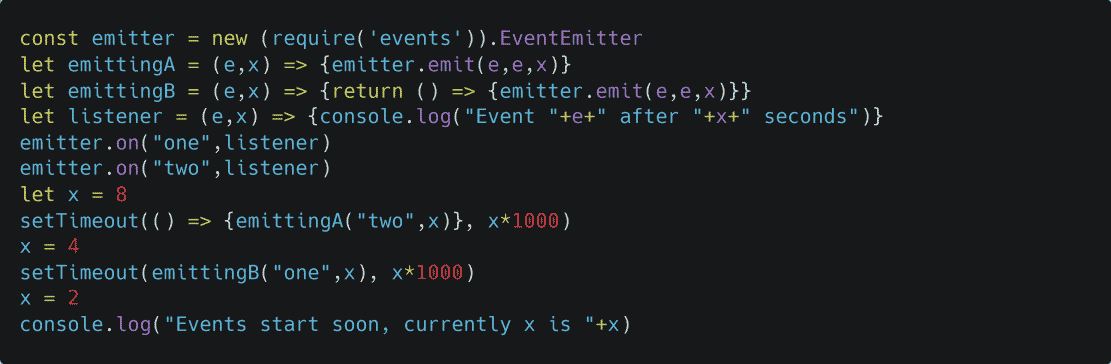 const emitter = new (require('events')).EventEmitter
let emittingA = (e,x) => {emitter.emit(e,e,x)}
let emittingB = (e,x) => {return () => {emitter.emit(e,e,x)}}
let listener = (e,x) => {console.log("Event "+e+" after "+x+" seconds")}
emitter.on("one",listener)
emitter.on("two",listener)
let x = 8
setTimeout(() => {emittingA("two",x)}, x*1000)
x = 4
setTimeout(emittingB("one",x), x*1000)
x = 2
console.log("Events start soon, currently x is "+x)